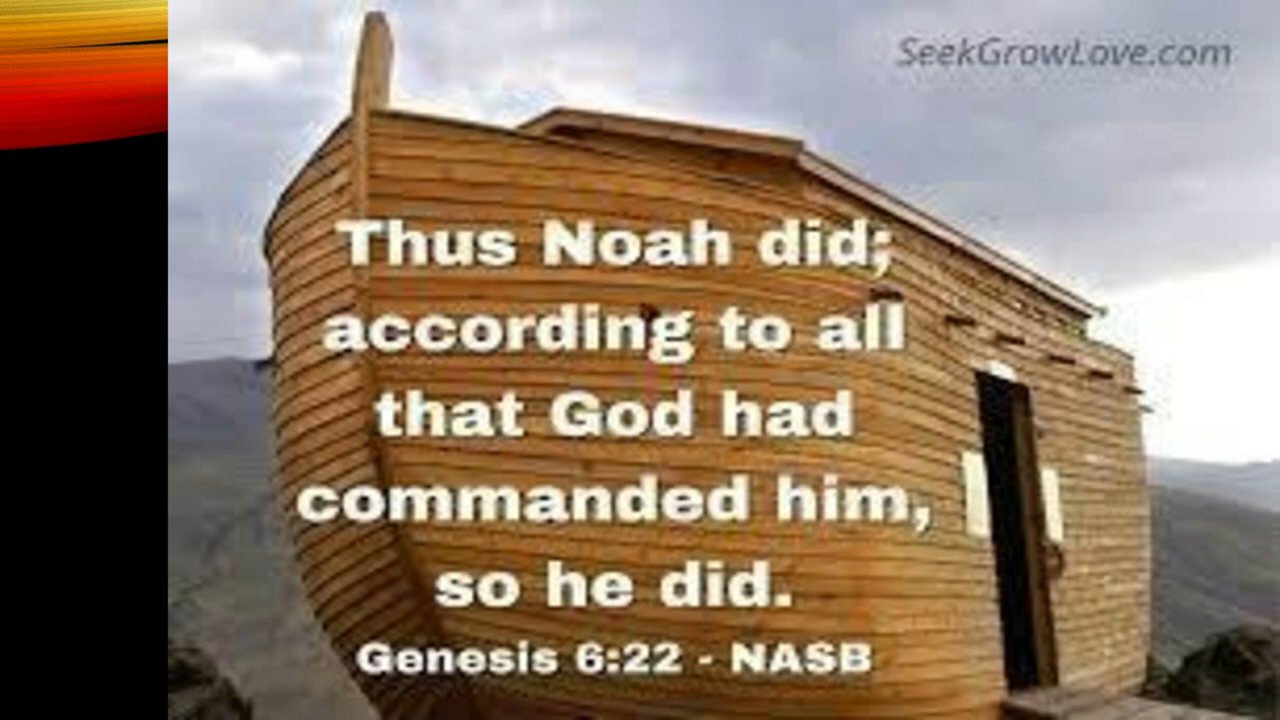 SeekGrowLove.com
Thus Noah did;
according to all
that God had
commanded him,
so he did.
Genesis 6:22 - NASB